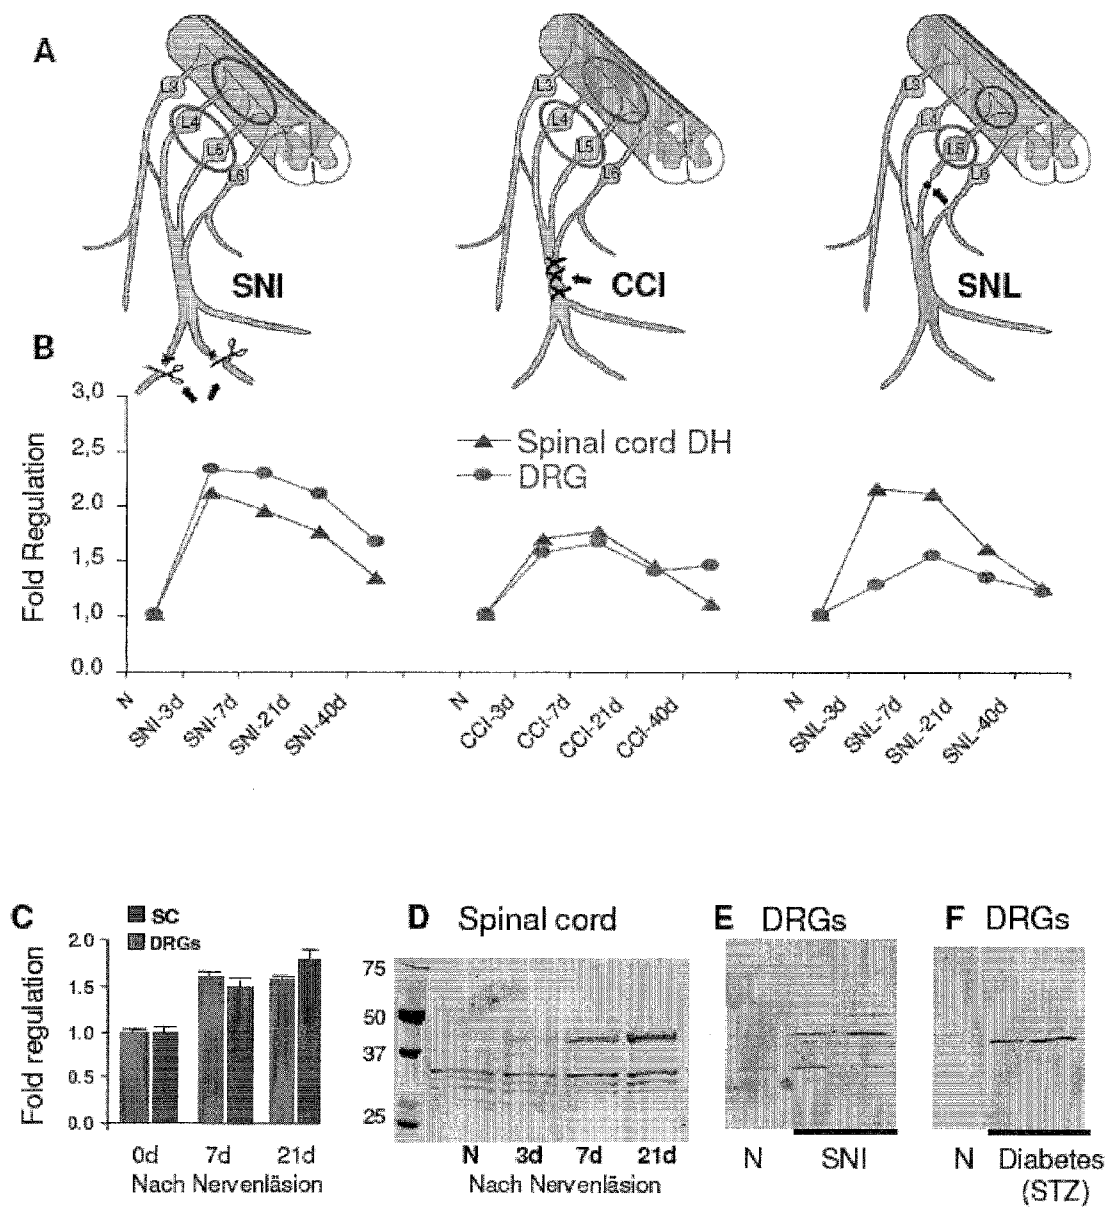 A
L3
L4
L5
L6
SNI
L3
L4
L5
L6
CCI
L3
L4
L5
L6
SNL
B
Fold Regulation
3,0
2,5
2.0
1,5
1,0
0.0
Spinal cord DH
DRG
N
SNI-3d
SNI-7d
SNI-21d
SNI-40d
N
CCI-3d
CCI-7d
CCI-21d
CCI-40d
N
SNL-3d
SNL-7d
SNL-21d
SNL-40d
C
SC
DRGs
Fold regulation
2.0
1.5
1.0
0.5
0.0
0d 7d 21d
Nach Nervenläsion
D Spinal cord
75
50
37
25
N 3d 7d 21d
Nach Nervenläsion
E DRGs
N SNI
F DRGs
N Diabetes
(STZ)